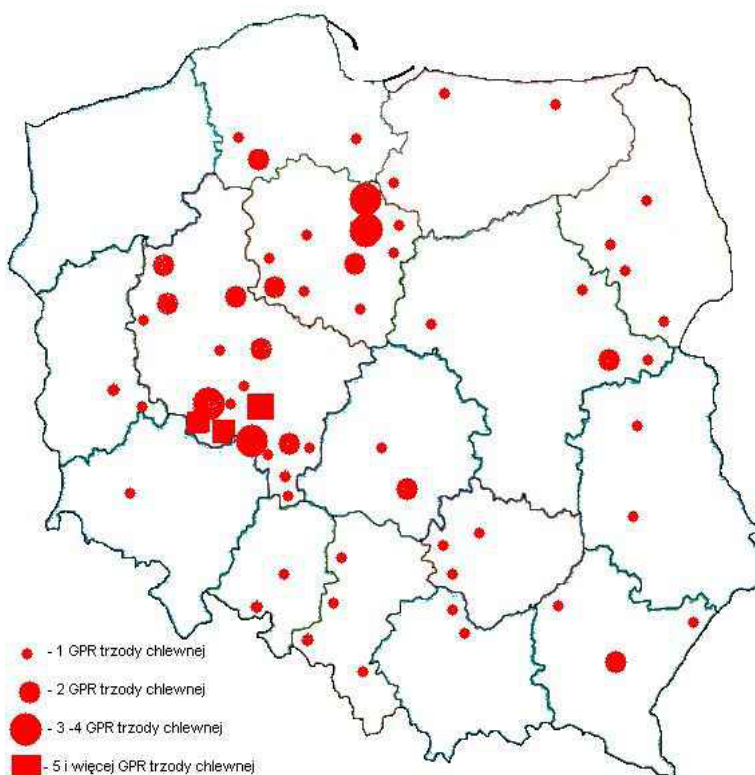 - 1 GPR trzody chlewnej
- 2 GPR trzody chlewnej
- 3 -4 GPR trzody chlewnej
- 5 i więcej GPR trzody chlewnej